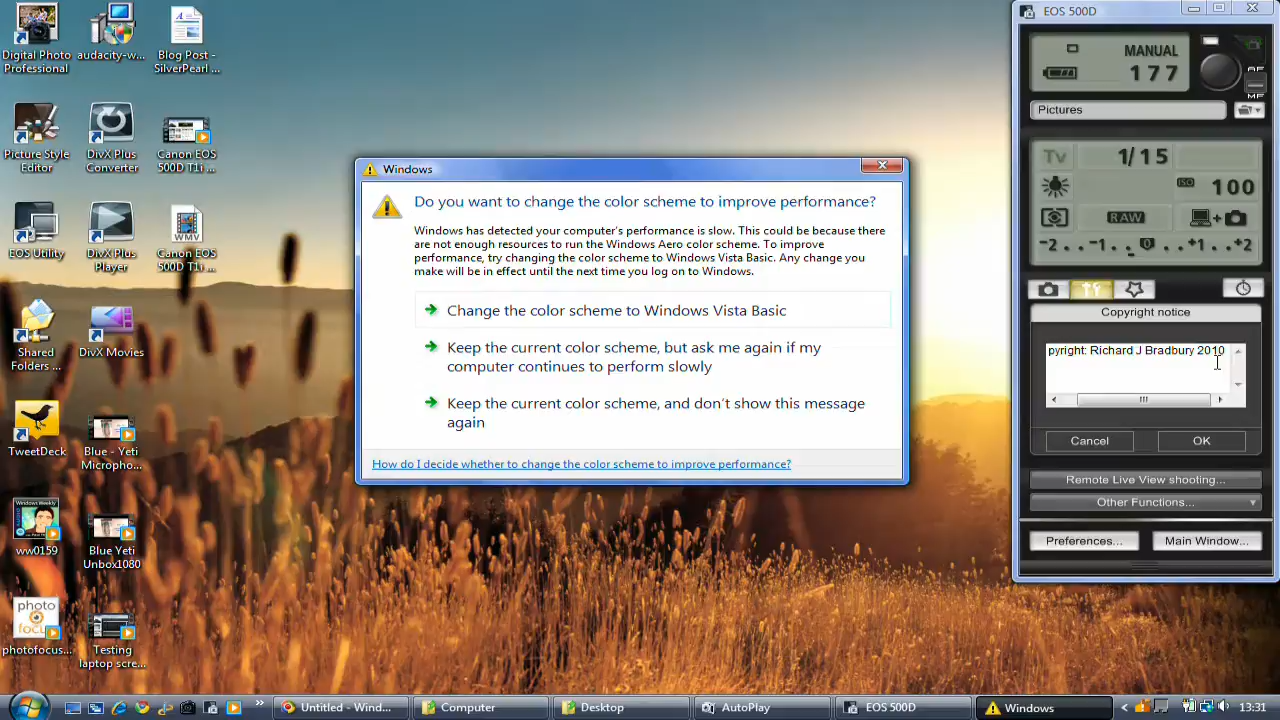 Digital Photo
Professional
audacity-w...
Blog Post -
SilverPearl ...
Picture Style
Editor
DivX Plus
Converter
Canon EOS
500D T1i ...
EOS Utility
DivX Plus
Player
WMV
Canon EOS
500D T1i ...
Shared
Folders ...
DivX Movies
TweetDeck
Blue - Yeti
Micropho...
Windows Weekly
ww0159
Blue Yeti
Unbox1080
photo
focus
photofocus...
Testing
laptop scre...
Windows
Do you want to change the color scheme to improve performance?
Windows has detected your computer's performance is slow. This could be because there
are not enough resources to run the Windows Aero color scheme. To improve
performance, try changing the color scheme to Windows Vista Basic. Any change you
make will be in effect until the next time you log on to Windows.
Change the color scheme to Windows Vista Basic
Keep the current color scheme, but ask me again if my
computer continues to perform slowly
Keep the current color scheme, and don't show this message
again
How do I decide whether to change the color scheme to improve performance?
EOS 500D
MANUAL
177
AF
MF
Pictures
Tv 1/15
ISO 100
RAW
-2..-1..0..+1..+2
Copyright notice
pyright: Richard J Bradbury 2010
Cancel OK
Remote Live View shooting...
Other Functions...
Preferences... Main Window...
Untitled - Wind...
Computer
Desktop
AutoPlay
EOS 500D
Windows
13:31